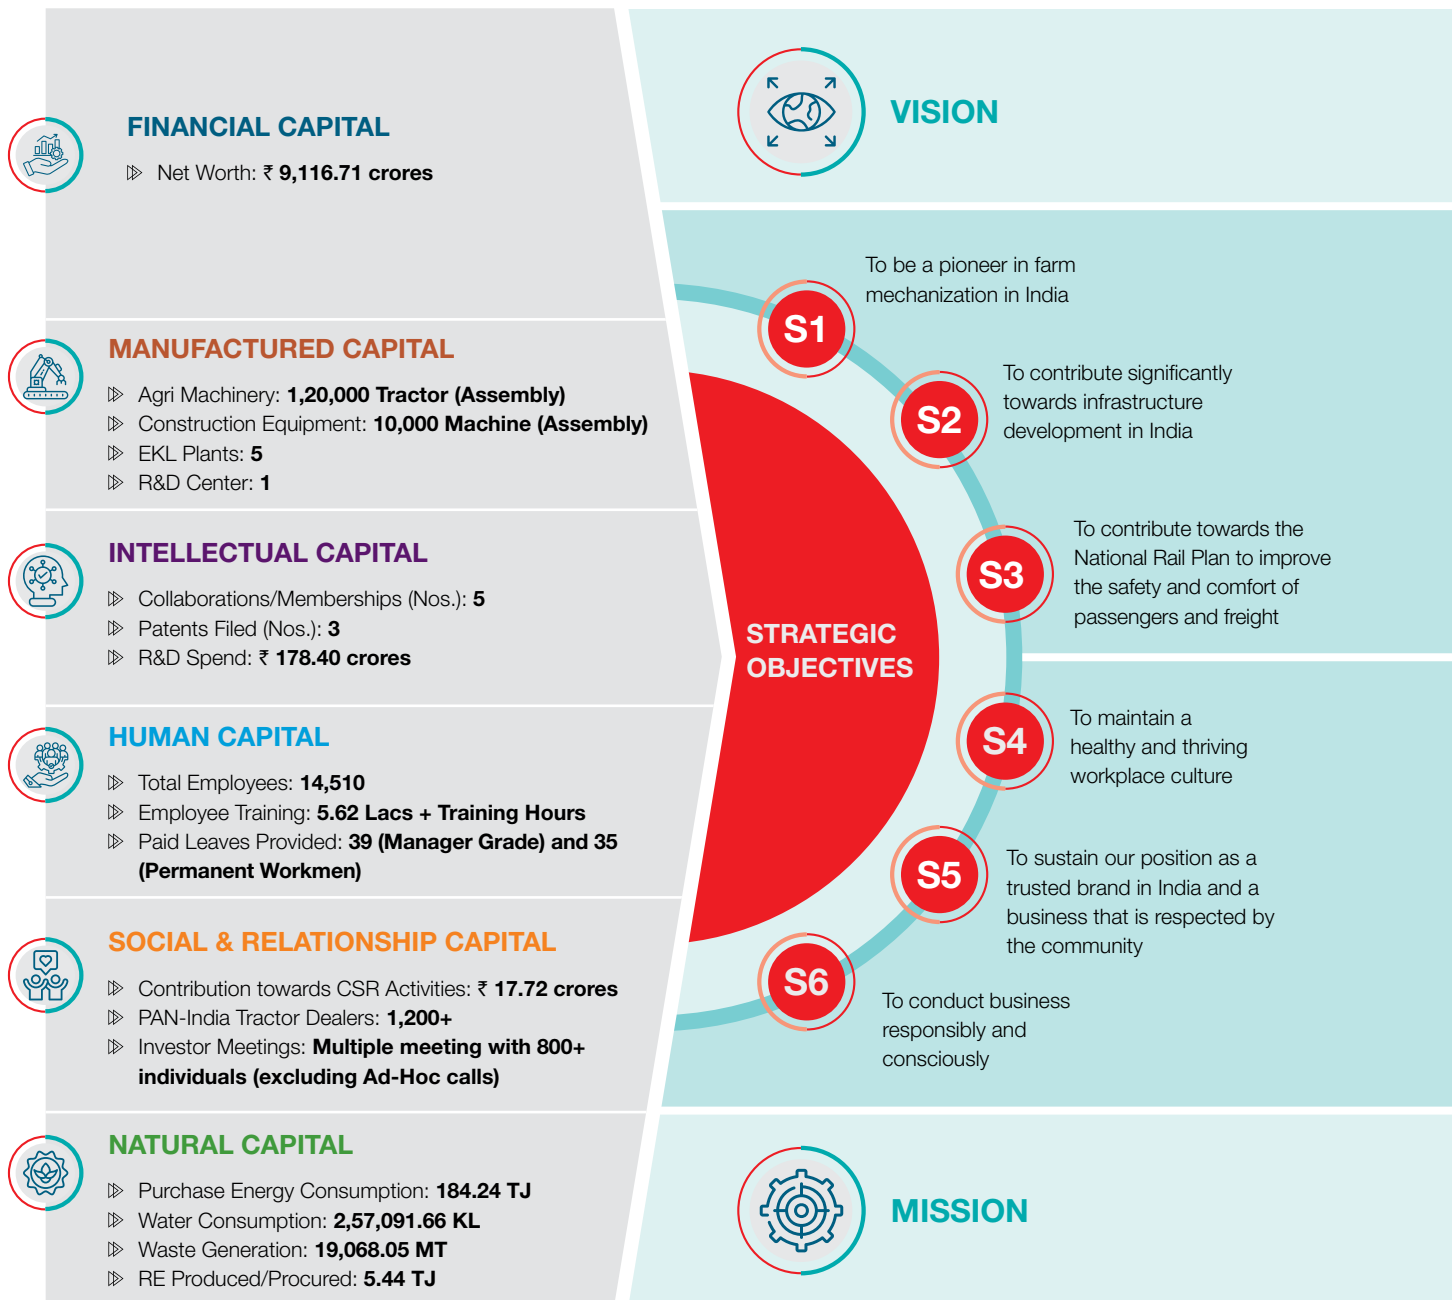 FINANCIAL CAPITAL
Net Worth: ₹ 9,116.71 crores
MANUFACTURED CAPITAL
Agri Machinery: 1,20,000 Tractor (Assembly)
Construction Equipment: 10,000 Machine (Assembly)
EKL Plants: 5
R&D Center: 1
INTELLECTUAL CAPITAL
Collaborations/Memberships (Nos.): 5
Patents Filed (Nos.): 3
R&D Spend: ₹ 178.40 crores
HUMAN CAPITAL
Total Employees: 14,510
Employee Training: 5.62 Lacs + Training Hours
Paid Leaves Provided: 39 (Manager Grade) and 35
(Permanent Workmen)
SOCIAL & RELATIONSHIP CAPITAL
Contribution towards CSR Activities: ₹ 17.72 crores
PAN-India Tractor Dealers: 1,200+
Investor Meetings: Multiple meeting with 800+
individuals (excluding Ad-Hoc calls)
NATURAL CAPITAL
Purchase Energy Consumption: 184.24 TJ
Water Consumption: 2,57,091.66 KL
Waste Generation: 19,068.05 MT
RE Produced/Procured: 5.44 TJ
VISION
STRATEGIC
OBJECTIVES
S1
To be a pioneer in farm
mechanization in India
S2
To contribute significantly
towards infrastructure
development in India
S3
To contribute towards the
National Rail Plan to improve
the safety and comfort of
passengers and freight
S4
To maintain a
healthy and thriving
workplace culture
S5
To sustain our position as a
trusted brand in India and a
business that is respected by
the community
S6
To conduct business
responsibly and
consciously
MISSION